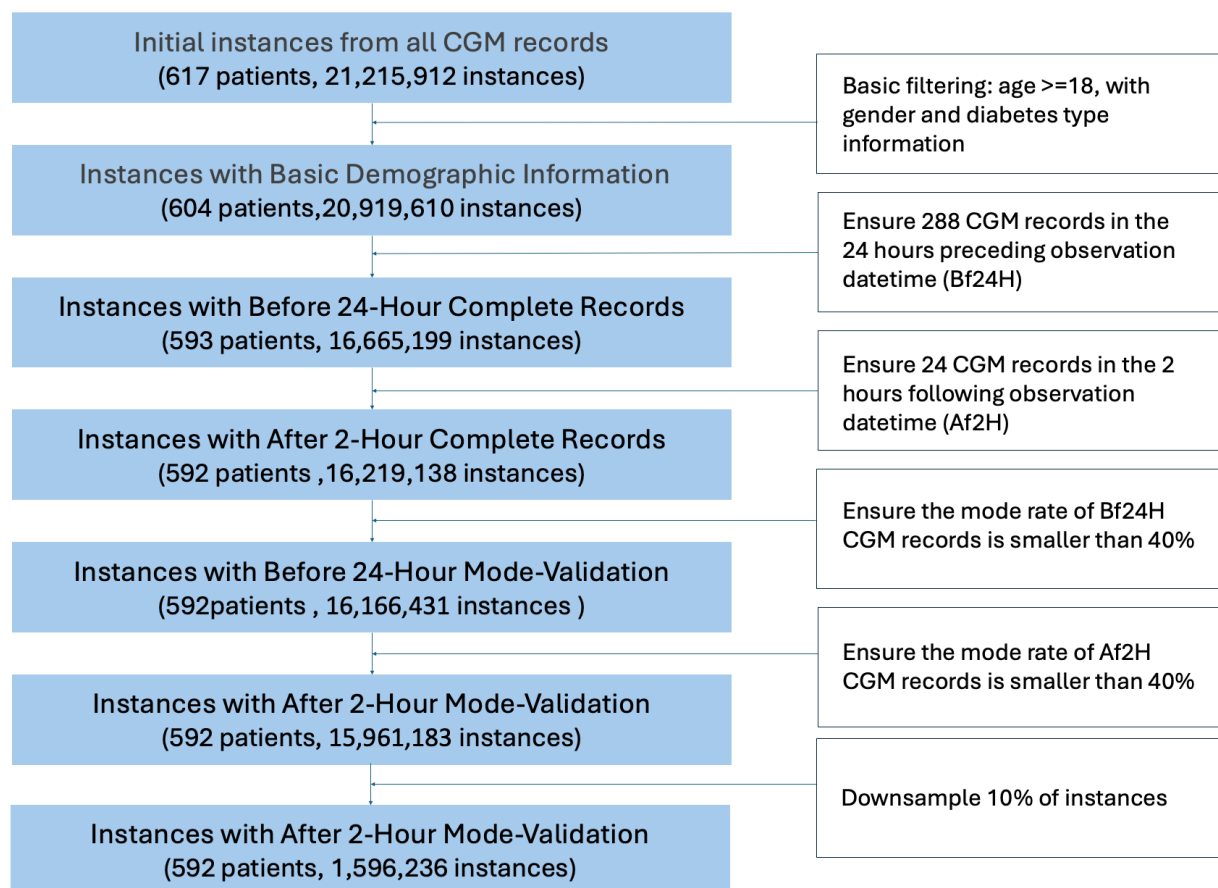 Initial instances from all CGM records
(617 patients, 21,215,912 instances)
Basic filtering: age >=18, with
gender and diabetes type
information
Instances with Basic Demographic Information
(604 patients,20,919,610 instances)
Ensure 288 CGM records in the
24 hours preceding observation
datetime (Bf24H)
Instances with Before 24-Hour Complete Records
(593 patients, 16,665,199 instances)
Ensure 24 CGM records in the 2
hours following observation
datetime (Af2H)
Instances with After 2-Hour Complete Records
(592 patients ,16,219,138 instances)
Ensure the mode rate of Bf24H
CGM records is smaller than 40%
Instances with Before 24-Hour Mode-Validation
(592patients , 16,166,431 instances )
Ensure the mode rate of Af2H
CGM records is smaller than 40%
Instances with After 2-Hour Mode-Validation
(592 patients, 15,961,183 instances)
Downsample 10% of instances
Instances with After 2-Hour Mode-Validation
(592 patients, 1,596,236 instances)